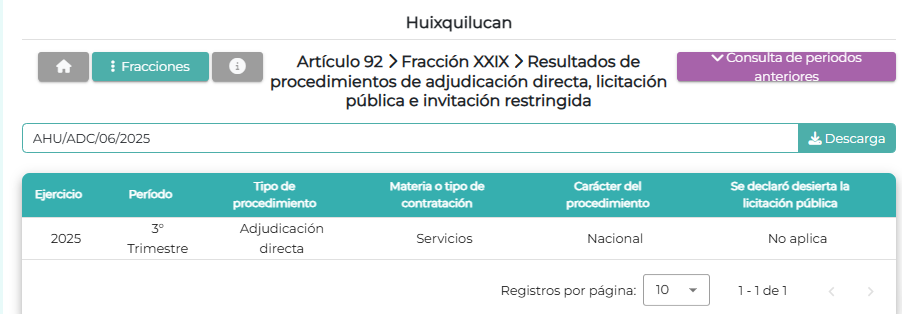 Huixquilucan
Fracciones
Artículo 92 > Fracción XXIX > Resultados de
procedimientos de adjudicación directa, licitación
pública e invitación restringida
Consulta de periodos
anteriores
AHU/ADC/06/2025
Descarga
Ejercicio
Período
Tipo de
procedimiento
Materia o tipo de
contratación
Carácter del
procedimiento
Se declaró desierta la
licitación pública
2025
3°
Trimestre
Adjudicación
directa
Servicios
Nacional
No aplica
Registros por página:
10
1 - 1 de 1